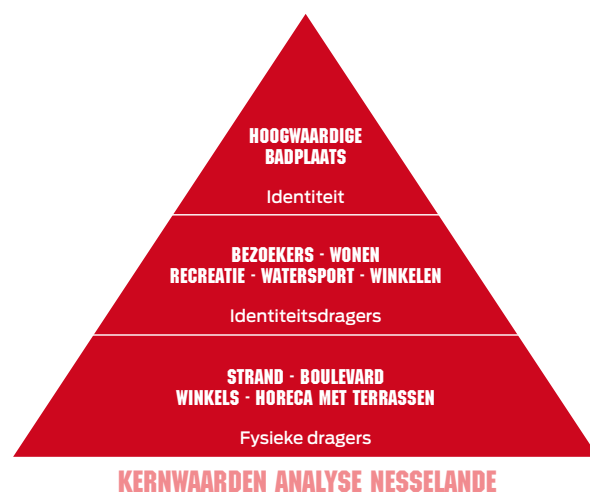 HOOGWAARDIGE
BADPLAATS
Identiteit
BEZOEKERS - WONEN
RECREATIE - WATERSPORT - WINKELEN
Identiteitsdragers
STRAND - BOULEVARD
WINKELS - HORECA MET TERRASSEN
Fysieke dragers
KERNWAARDEN ANALYSE NESSELANDE